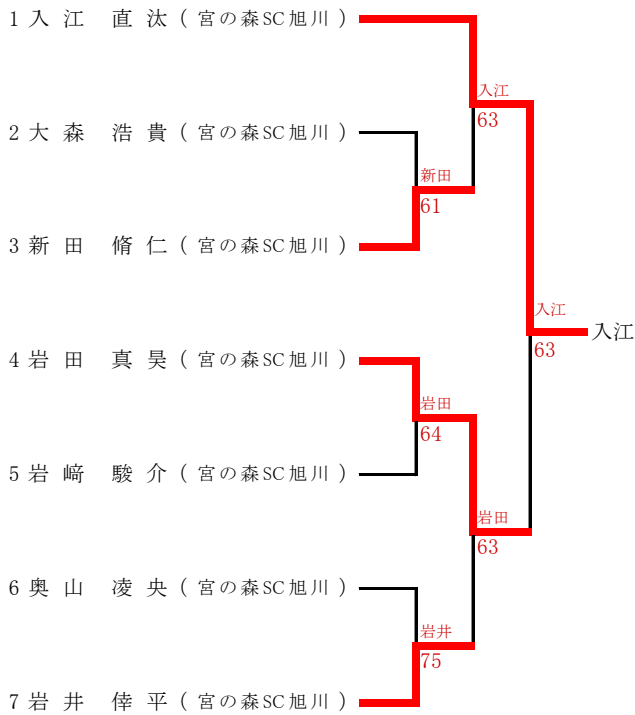 1 入江 直汰 (宮の森SC旭川)
入江
63
2 大森 浩貴 (宮の森SC旭川)
新田
61
3 新田 脩仁 (宮の森SC旭川)
入江
63
入江
4 岩田 真昊 (宮の森SC旭川)
岩田
64
5 岩﨑 駿介 (宮の森SC旭川)
岩田
63
6 奥山 凌央 (宮の森SC旭川)
岩井
75
7 岩井 倖平 (宮の森SC旭川)